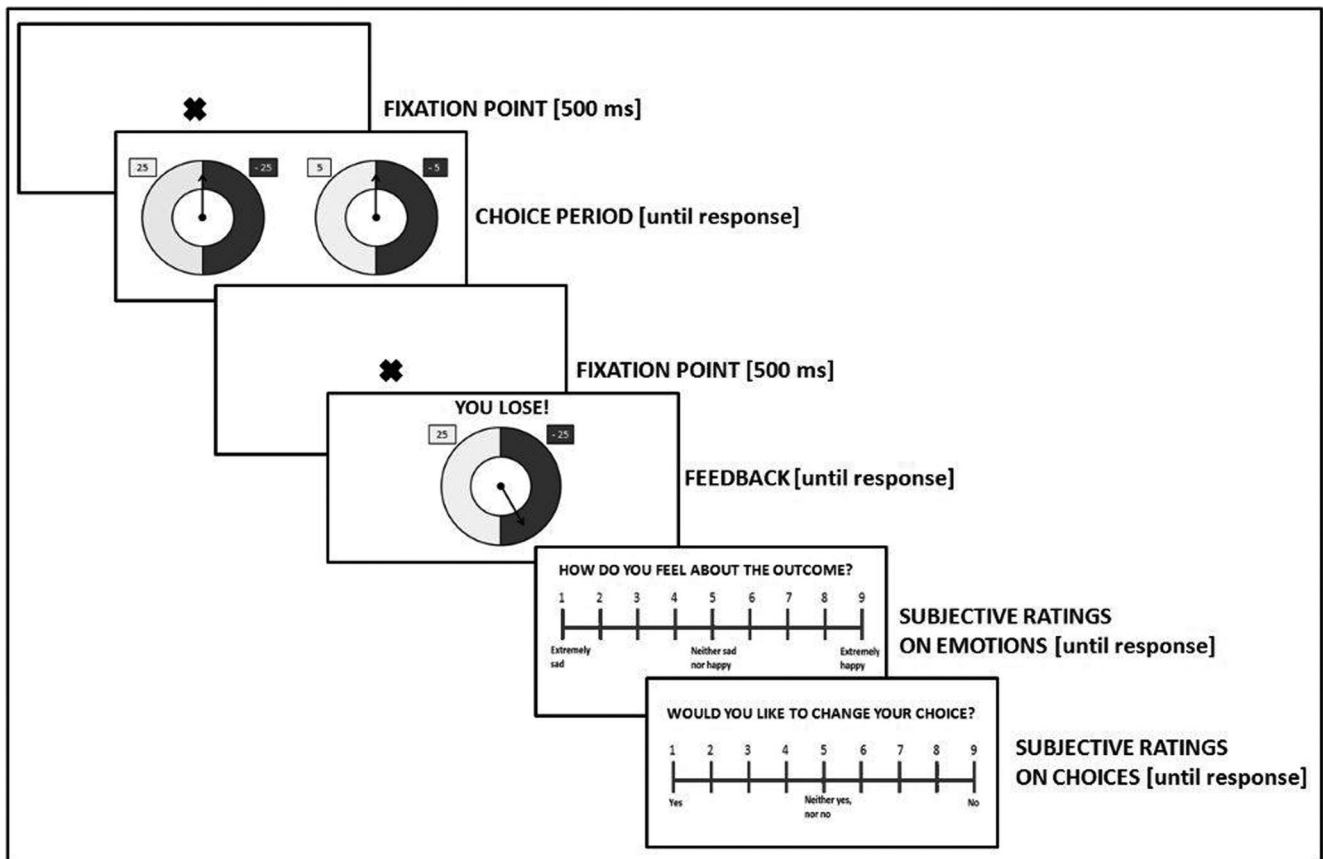 FIXATION POINT [500 ms]
25 - 25 5 - 5
CHOICE PERIOD [until response]
FIXATION POINT [500 ms]
YOU LOSE!
25 - 25
FEEDBACK [until response]
HOW DO YOU FEEL ABOUT THE OUTCOME?
1 2 3 4 5 6 7 8 9
Extremely sad
Neither sad nor happy
Extremely happy
SUBJECTIVE RATINGS
ON EMOTIONS [until response]
WOULD YOU LIKE TO CHANGE YOUR CHOICE?
1 2 3 4 5 6 7 8 9
Yes
Neither yes, nor no
No
SUBJECTIVE RATINGS
ON CHOICES [until response]